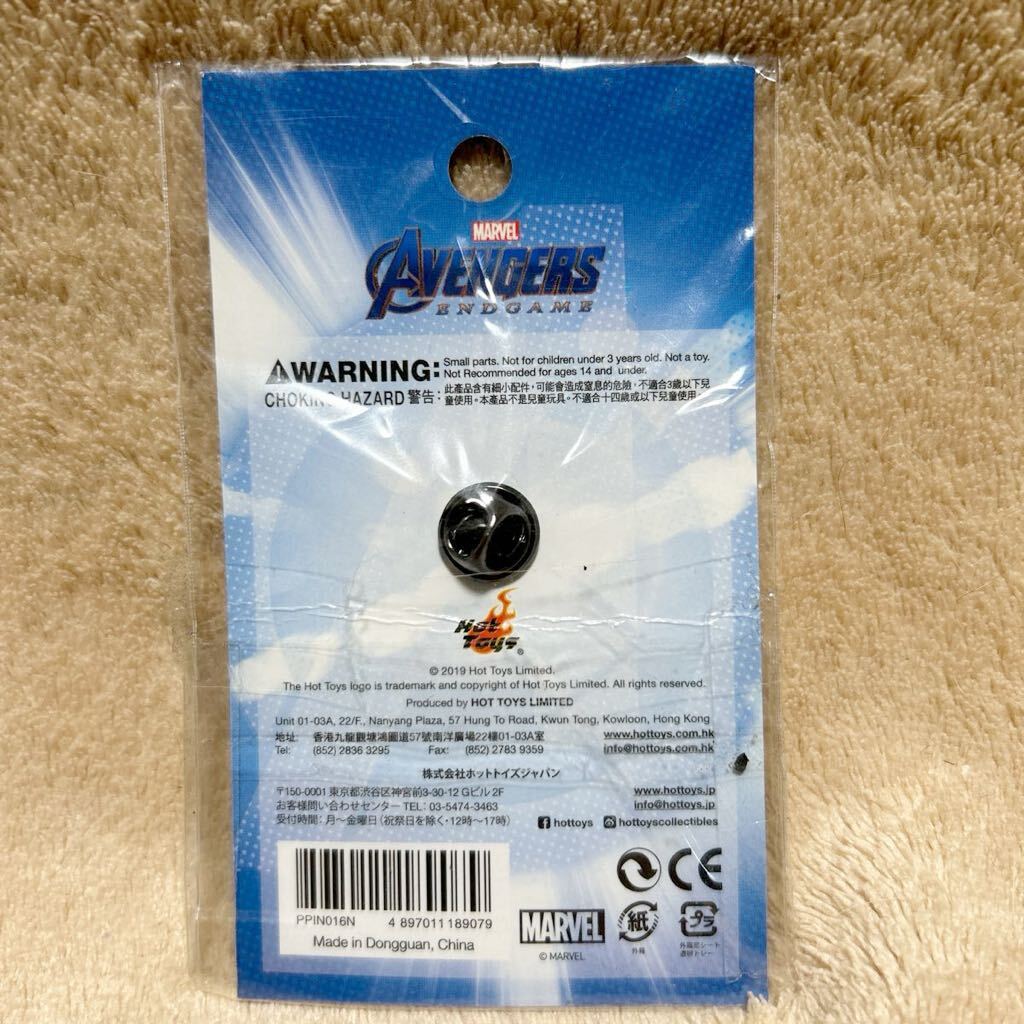 MARVEL
AVENGERS
ENDGAME
WARNING: Small parts. Not for children under 3 years old. Not a toy.
Not Recommended for ages 14 and under.
CHOKING HAZARD 警告: 此產品含有細小配件，可能會造成窒息的危險，不適合3歲以下兒
童使用。本產品不是兒童玩具。不適合十四歲或以下兒童使用。
Hot
Toys®
© 2019 Hot Toys Limited.
The Hot Toys logo is trademark and copyright of Hot Toys Limited. All rights reserved.
Produced by HOT TOYS LIMITED
Unit 01-03A, 22/F., Nanyang Plaza, 57 Hung To Road, Kwun Tong, Kowloon, Hong Kong
地址: 香港九龍觀塘鴻圖道57號南洋廣場22樓01-03A室 www.hottoys.com.hk
Tel: (852) 2836 3295 Fax: (852) 2783 9359 info@hottoys.com.hk
株式会社ホットトイズジャパン
〒150-0001 東京都渋谷区神宮前3-30-12 Gビル 2F www.hottoys.jp
お客様問い合わせセンター TEL: 03-5474-3463 info@hottoys.jp
受付時間: 月〜金曜日 (祝祭日を除く・12時〜17時) hottoys hottoyscollectibles
CE
PPIN016N 4 897011 189079
Made in Dongguan, China
MARVEL 紙 プラ
© MARVEL 外箱